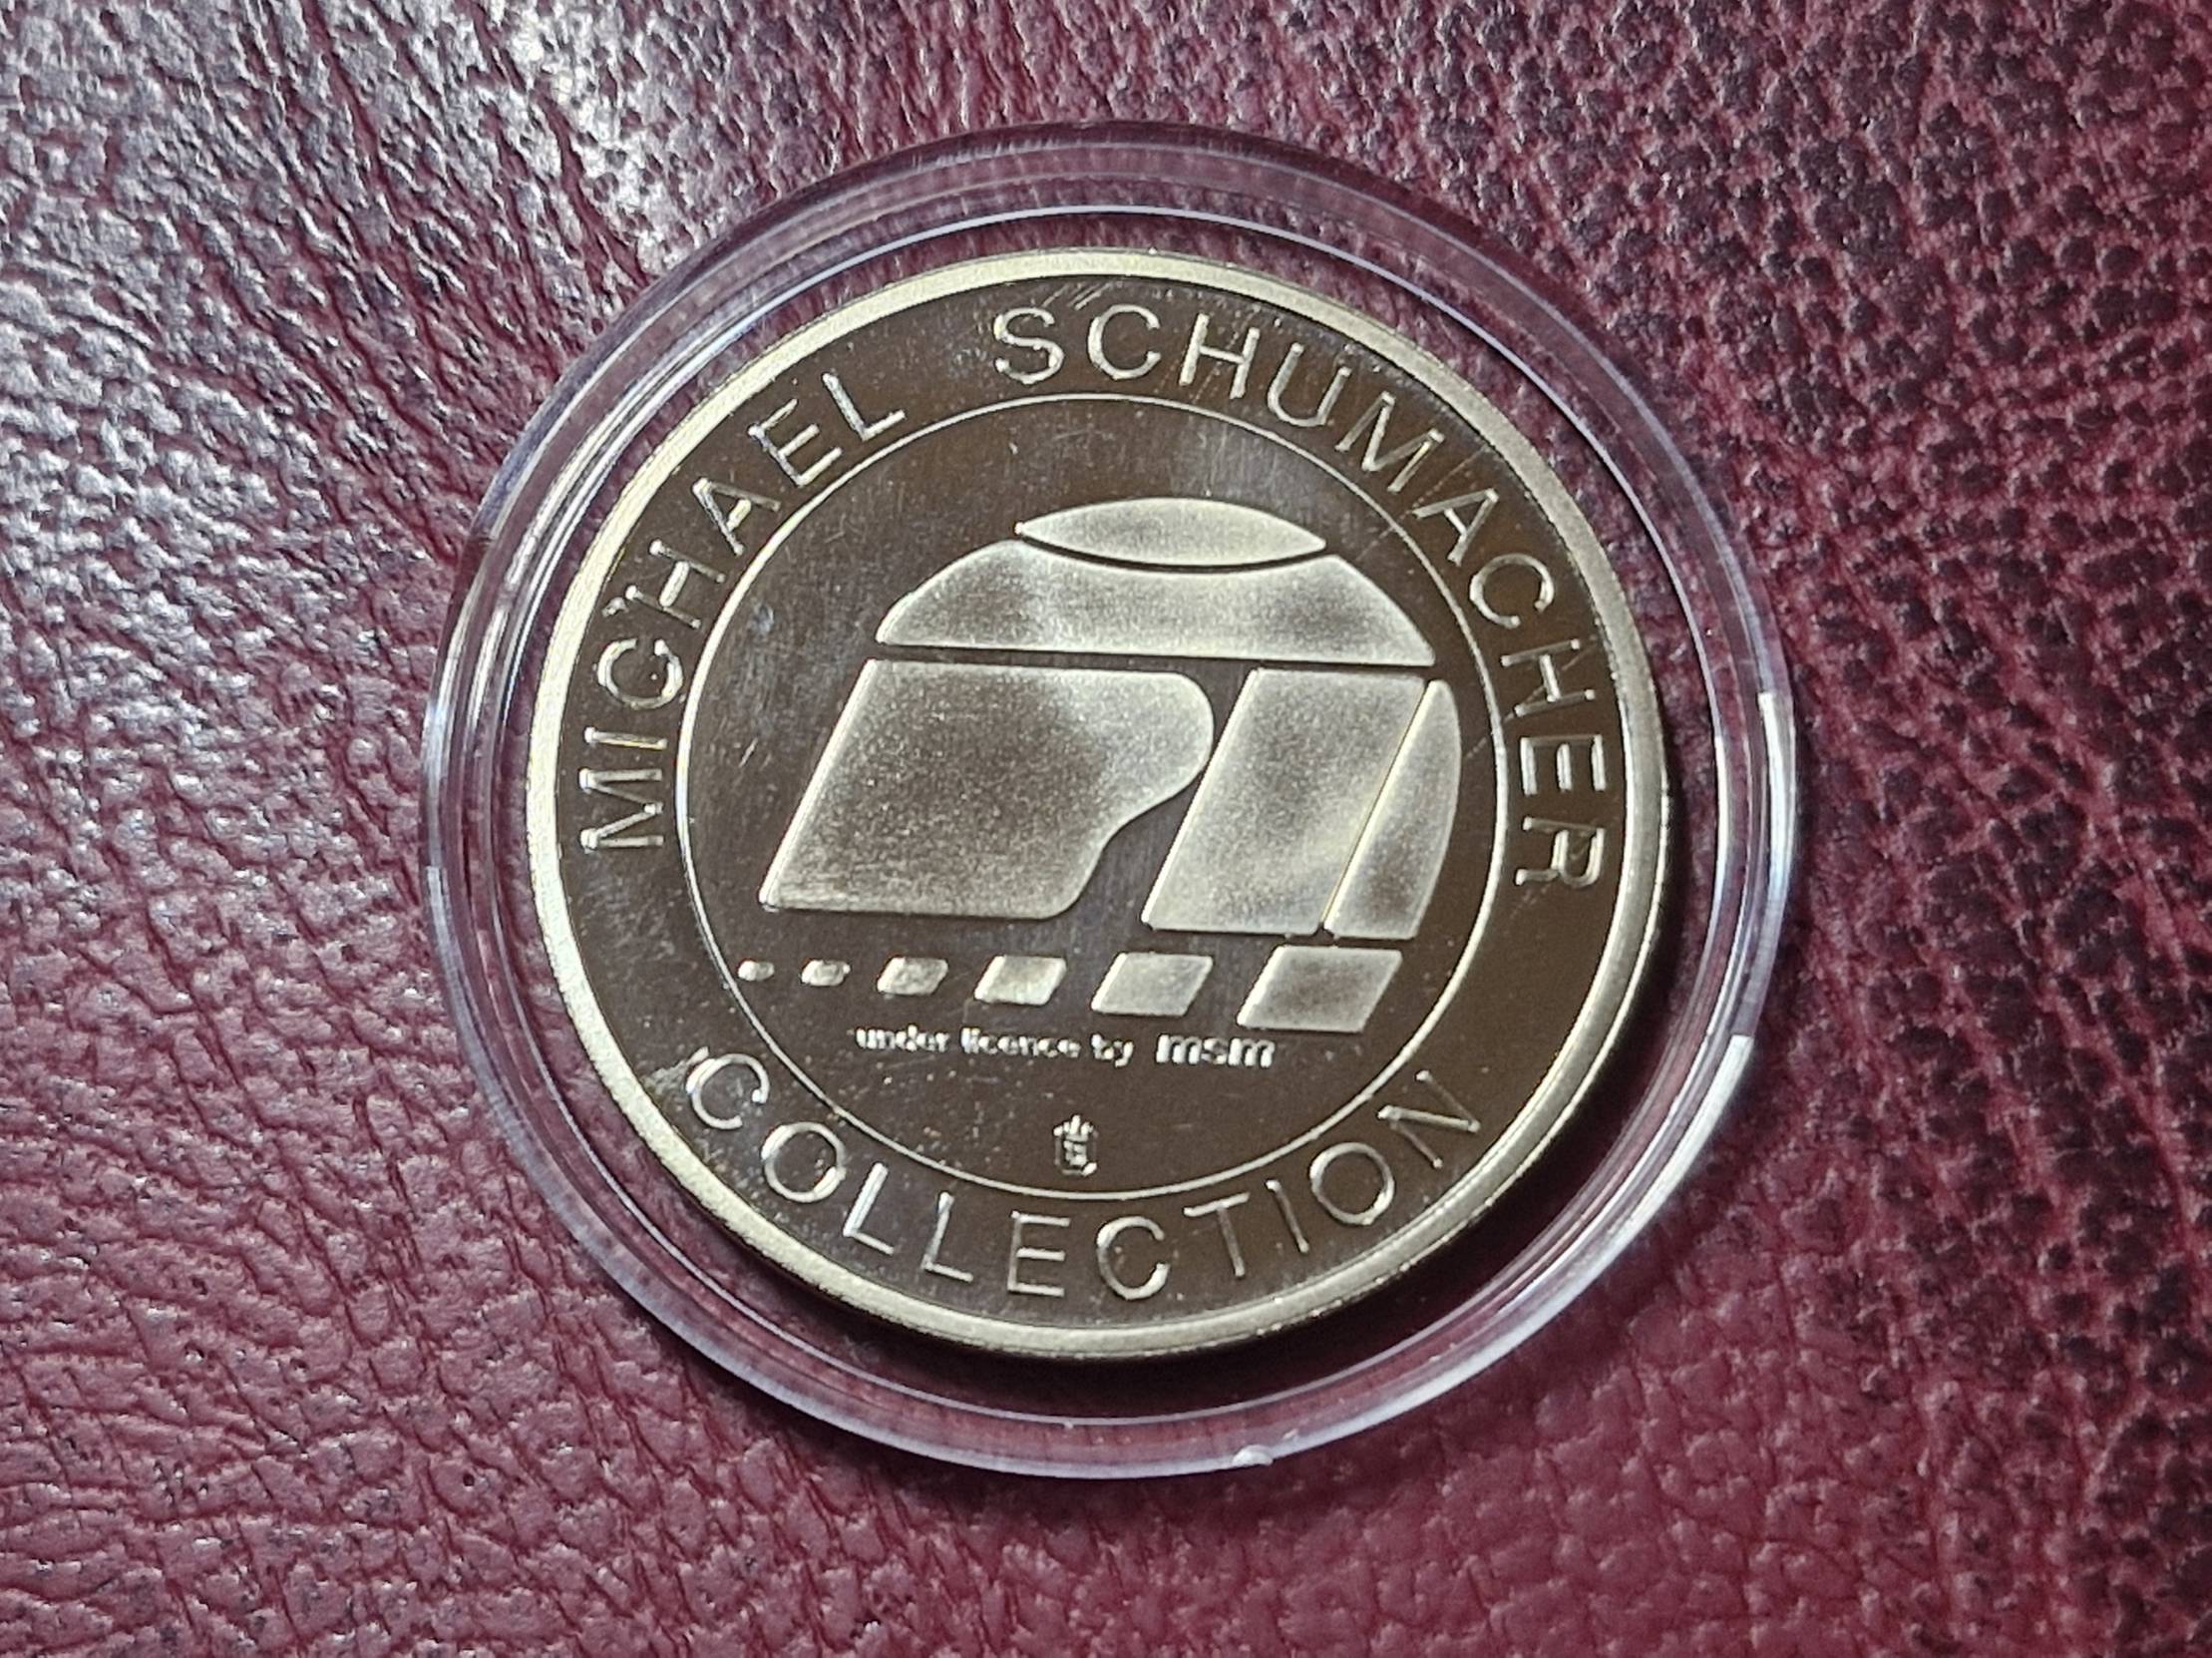 MICHAEL SCHUMACHER
under licence by msm
COLLECTION